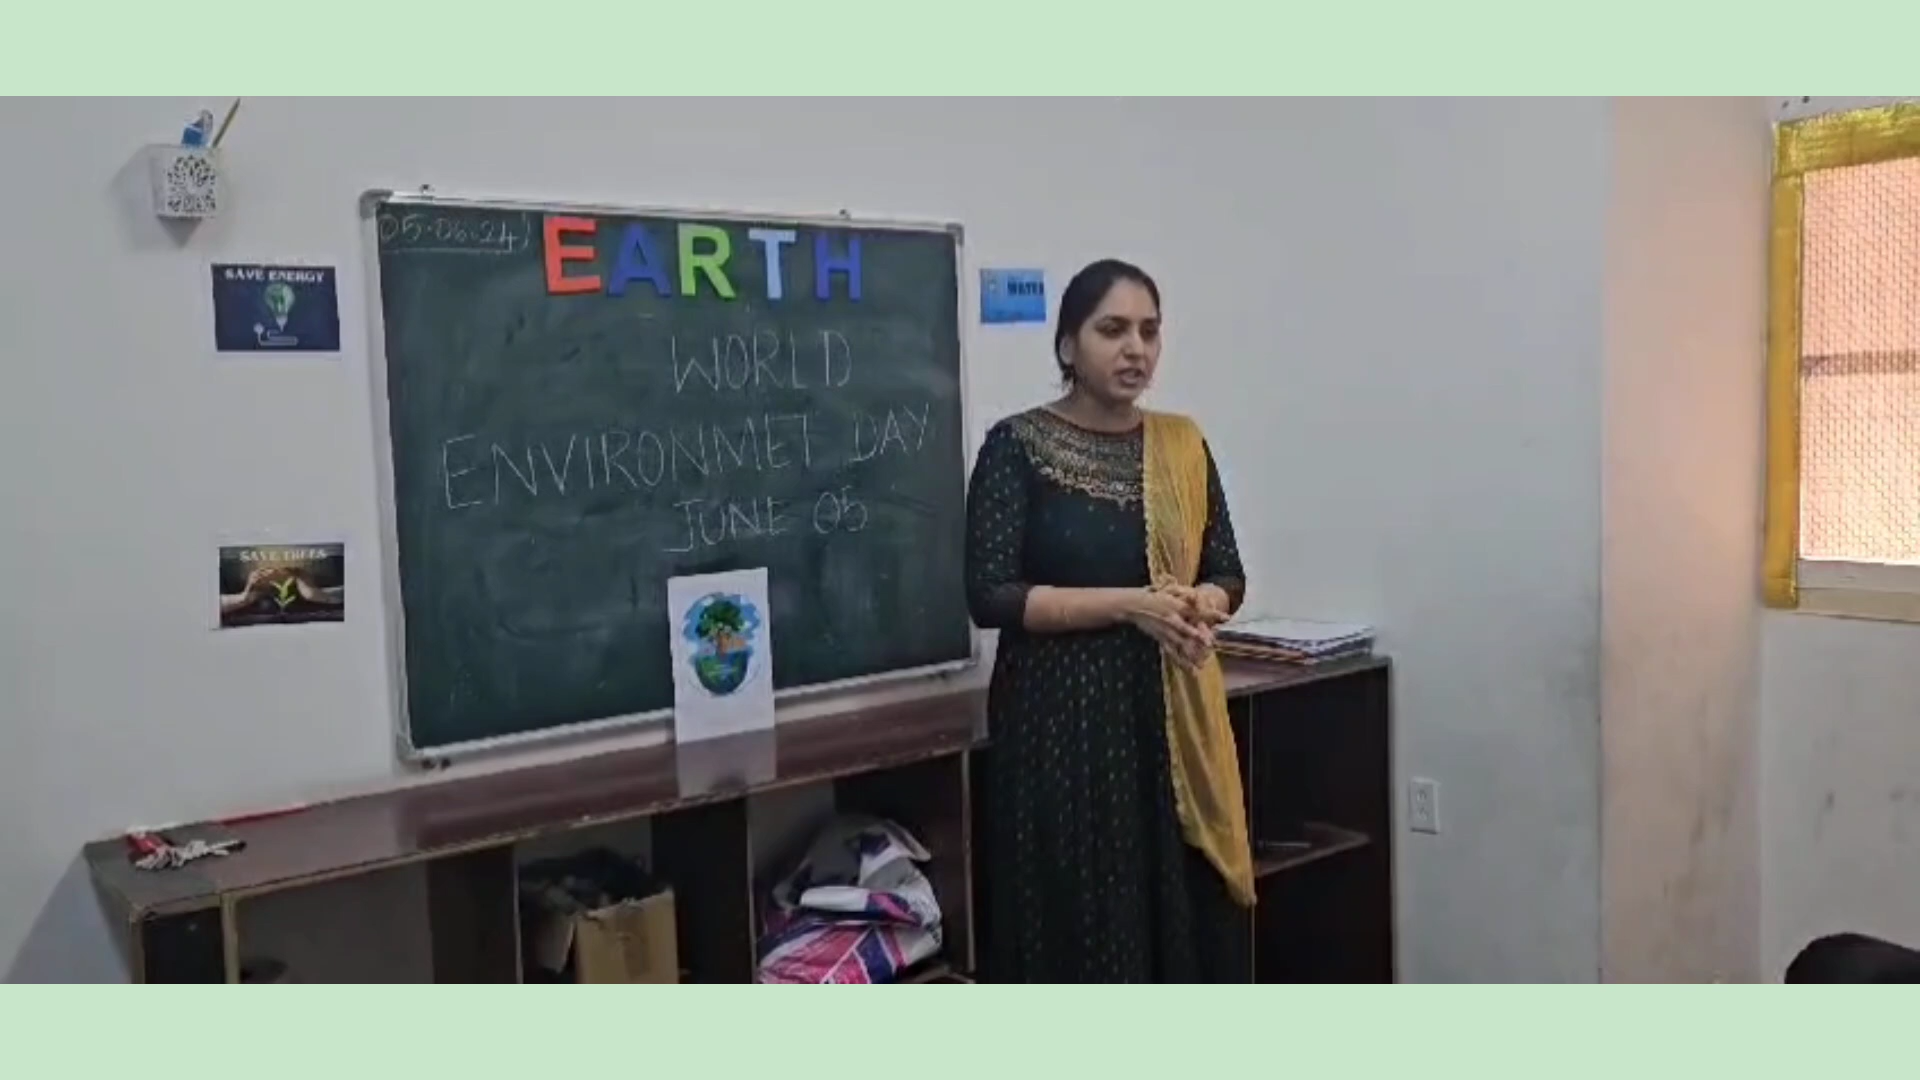 05.06.24
EARTH
WORLD
ENVIRONMET DAY
JUNE 05
SAVE ENERGY
SAVE TREES
WATER